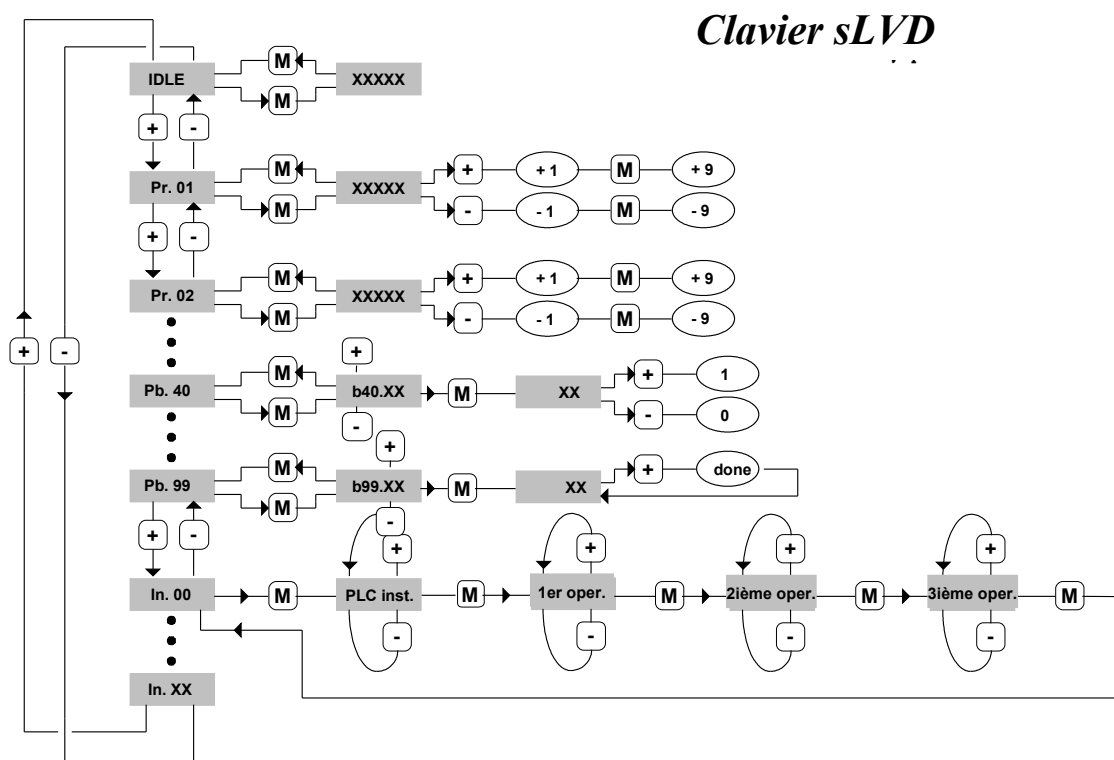 Clavier sLVD
IDLE
M
M
XXXXX
+
-
Pr. 01
M
M
XXXXX
+
+ 1
M
+ 9
-
- 1
M
- 9
+
-
Pr. 02
M
M
XXXXX
+
+ 1
M
+ 9
-
- 1
M
- 9
+
-
Pb. 40
M
M
+
b40.XX
-
M
XX
+
1
-
0
Pb. 99
M
M
+
b99.XX
-
M
XX
+
done
+
-
In. 00
M
+
PLC inst.
-
M
+
1er oper.
-
M
+
2ième oper.
-
M
+
3ième oper.
-
M
In. XX